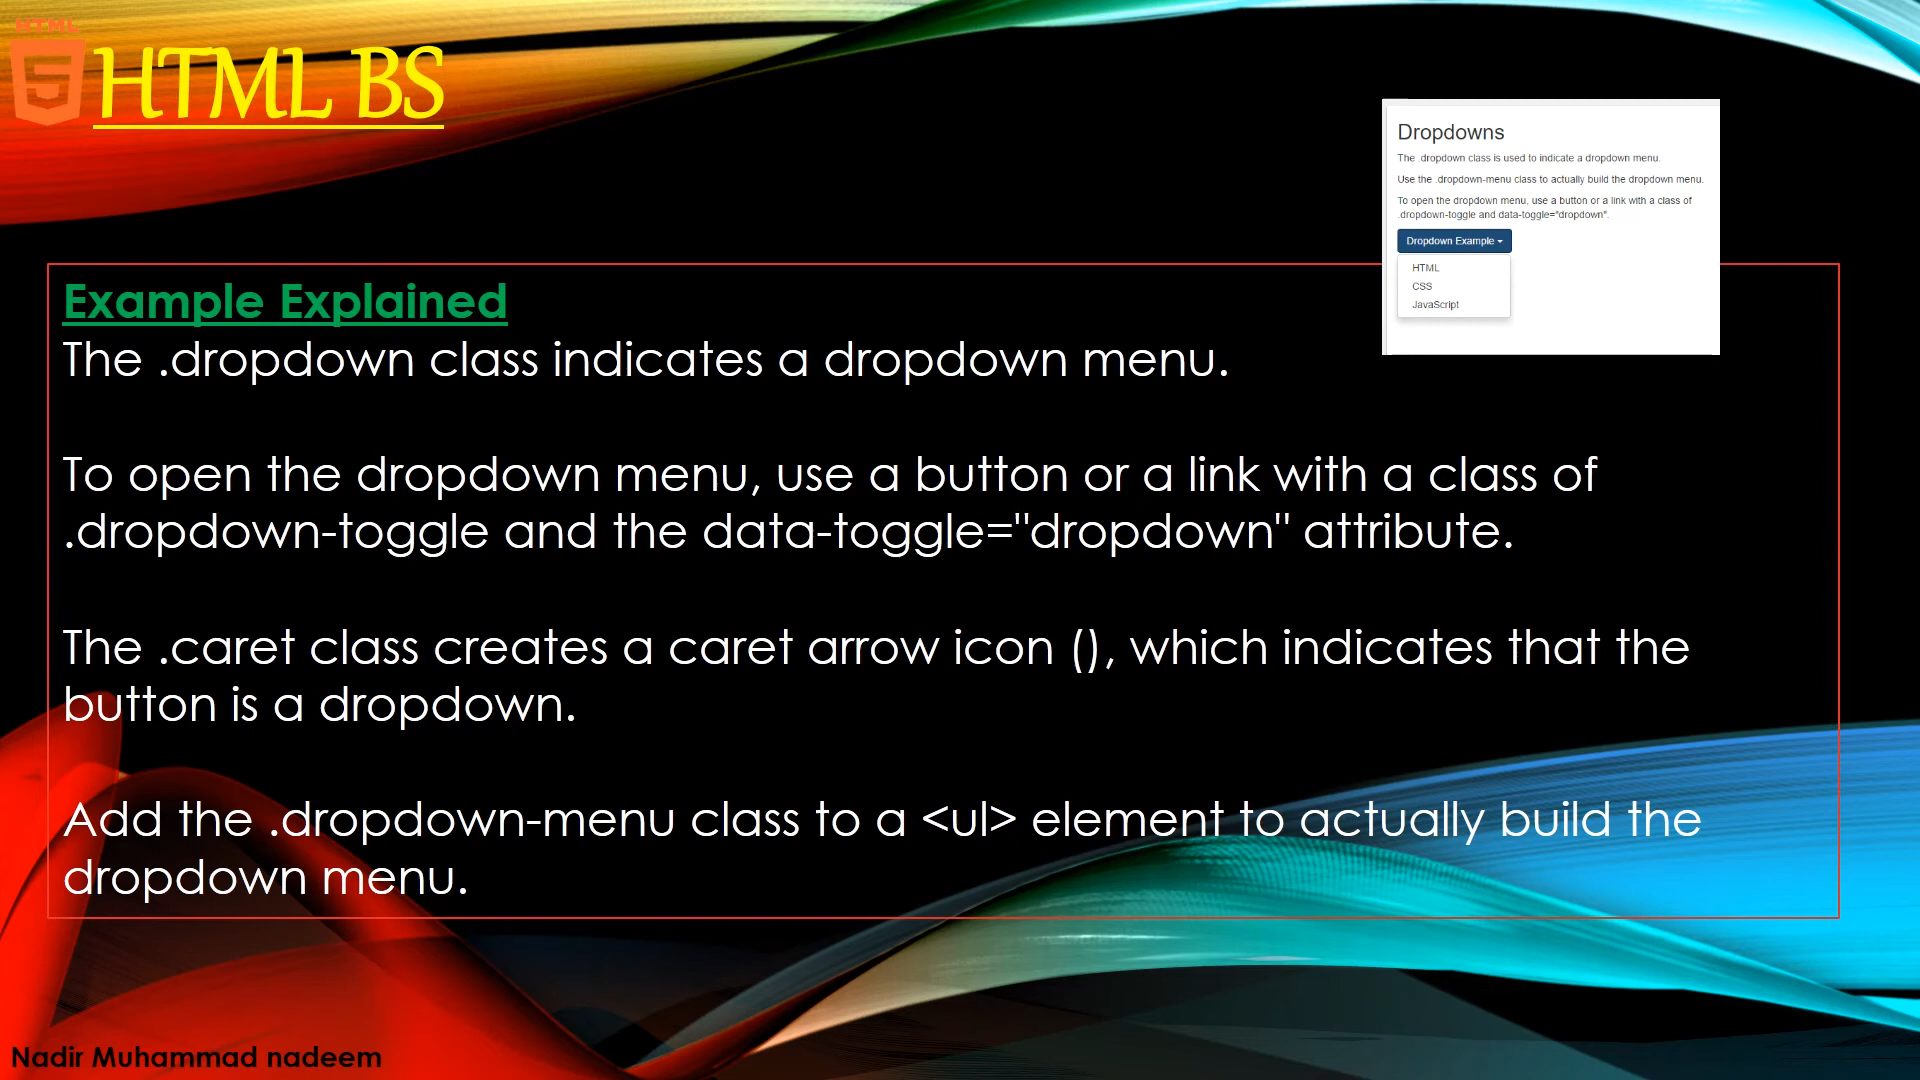 HTML
5
HTML BS
Dropdowns
The .dropdown class is used to indicate a dropdown menu.
Use the .dropdown-menu class to actually build the dropdown menu.
To open the dropdown menu, use a button or a link with a class of
.dropdown-toggle and data-toggle="dropdown".
Dropdown Example
HTML
CSS
JavaScript
Example Explained
The .dropdown class indicates a dropdown menu.
To open the dropdown menu, use a button or a link with a class of
.dropdown-toggle and the data-toggle="dropdown" attribute.
The .caret class creates a caret arrow icon (), which indicates that the
button is a dropdown.
Add the .dropdown-menu class to a <ul> element to actually build the
dropdown menu.
Nadir Muhammad nadeem